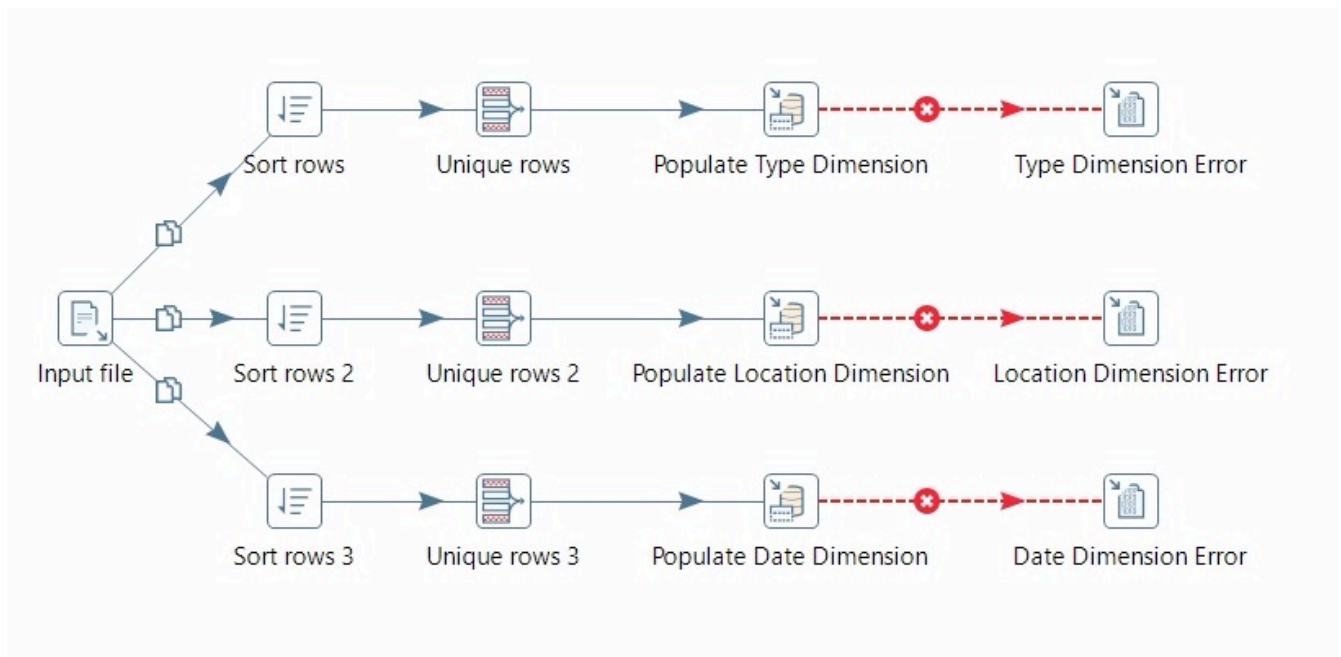 Sort rows
Unique rows
Populate Type Dimension
Type Dimension Error
Input file
Sort rows 2
Unique rows 2
Populate Location Dimension
Location Dimension Error
Sort rows 3
Unique rows 3
Populate Date Dimension
Date Dimension Error